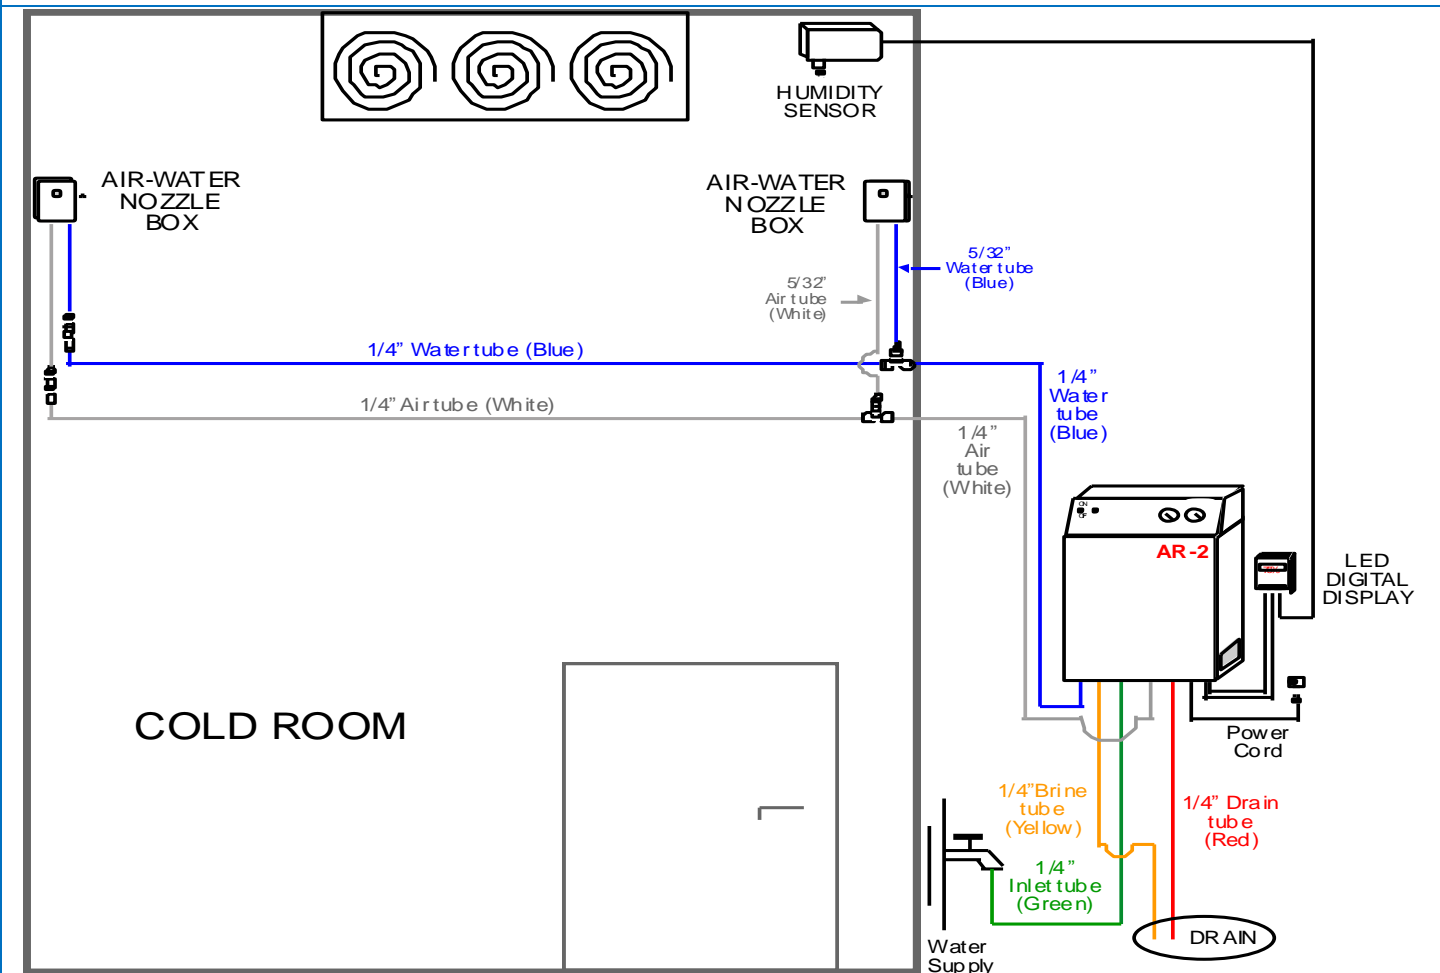 HUMIDITY
SENSOR
AIR-WATER
NOZZLE
BOX
AIR-WATER
NOZZLE
BOX
5/32”
Water tube
(Blue)
5/32”
Air tube
(White)
1/4” Water tube (Blue)
1/4” Air tube (White)
1/4”
Water
tube
(Blue)
1/4”
Air
tube
(White)
ON
OF
AR-2
LED
DIGITAL
DISPLAY
COLD ROOM
Power
Cord
1/4”Brine
tube
(Yellow)
1/4” Drain
tube
(Red)
1/4”
Inlet tube
(Green)
DRAIN
Water
Supply